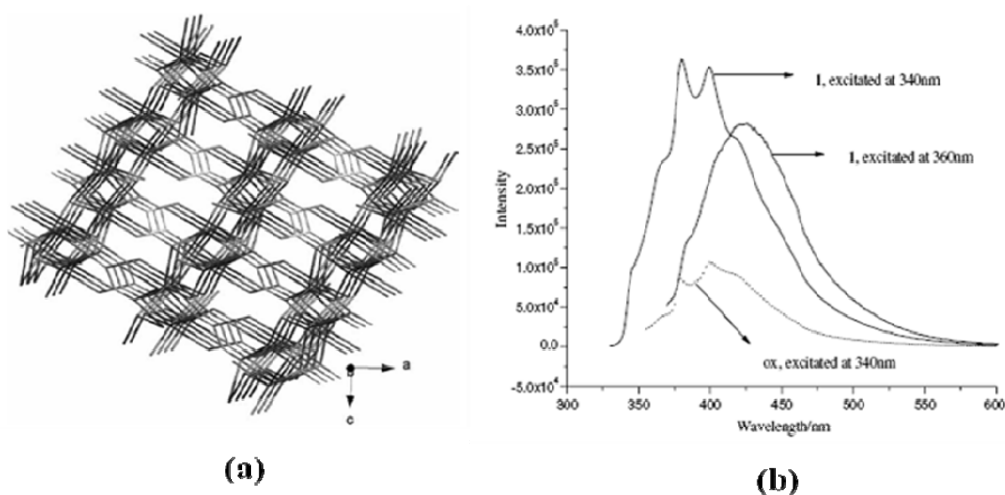 a
c
(a)
4.0x10⁵
3.5x10⁵
3.0x10⁵
2.5x10⁵
2.0x10⁵
1.5x10⁵
1.0x10⁵
5.0x10⁴
0.0
-5.0x10⁴
Intensity
1, excitated at 340nm
1, excitated at 360nm
ox, excitated at 340nm
300 350 400 450 500 550 600
Wavelength/nm
(b)